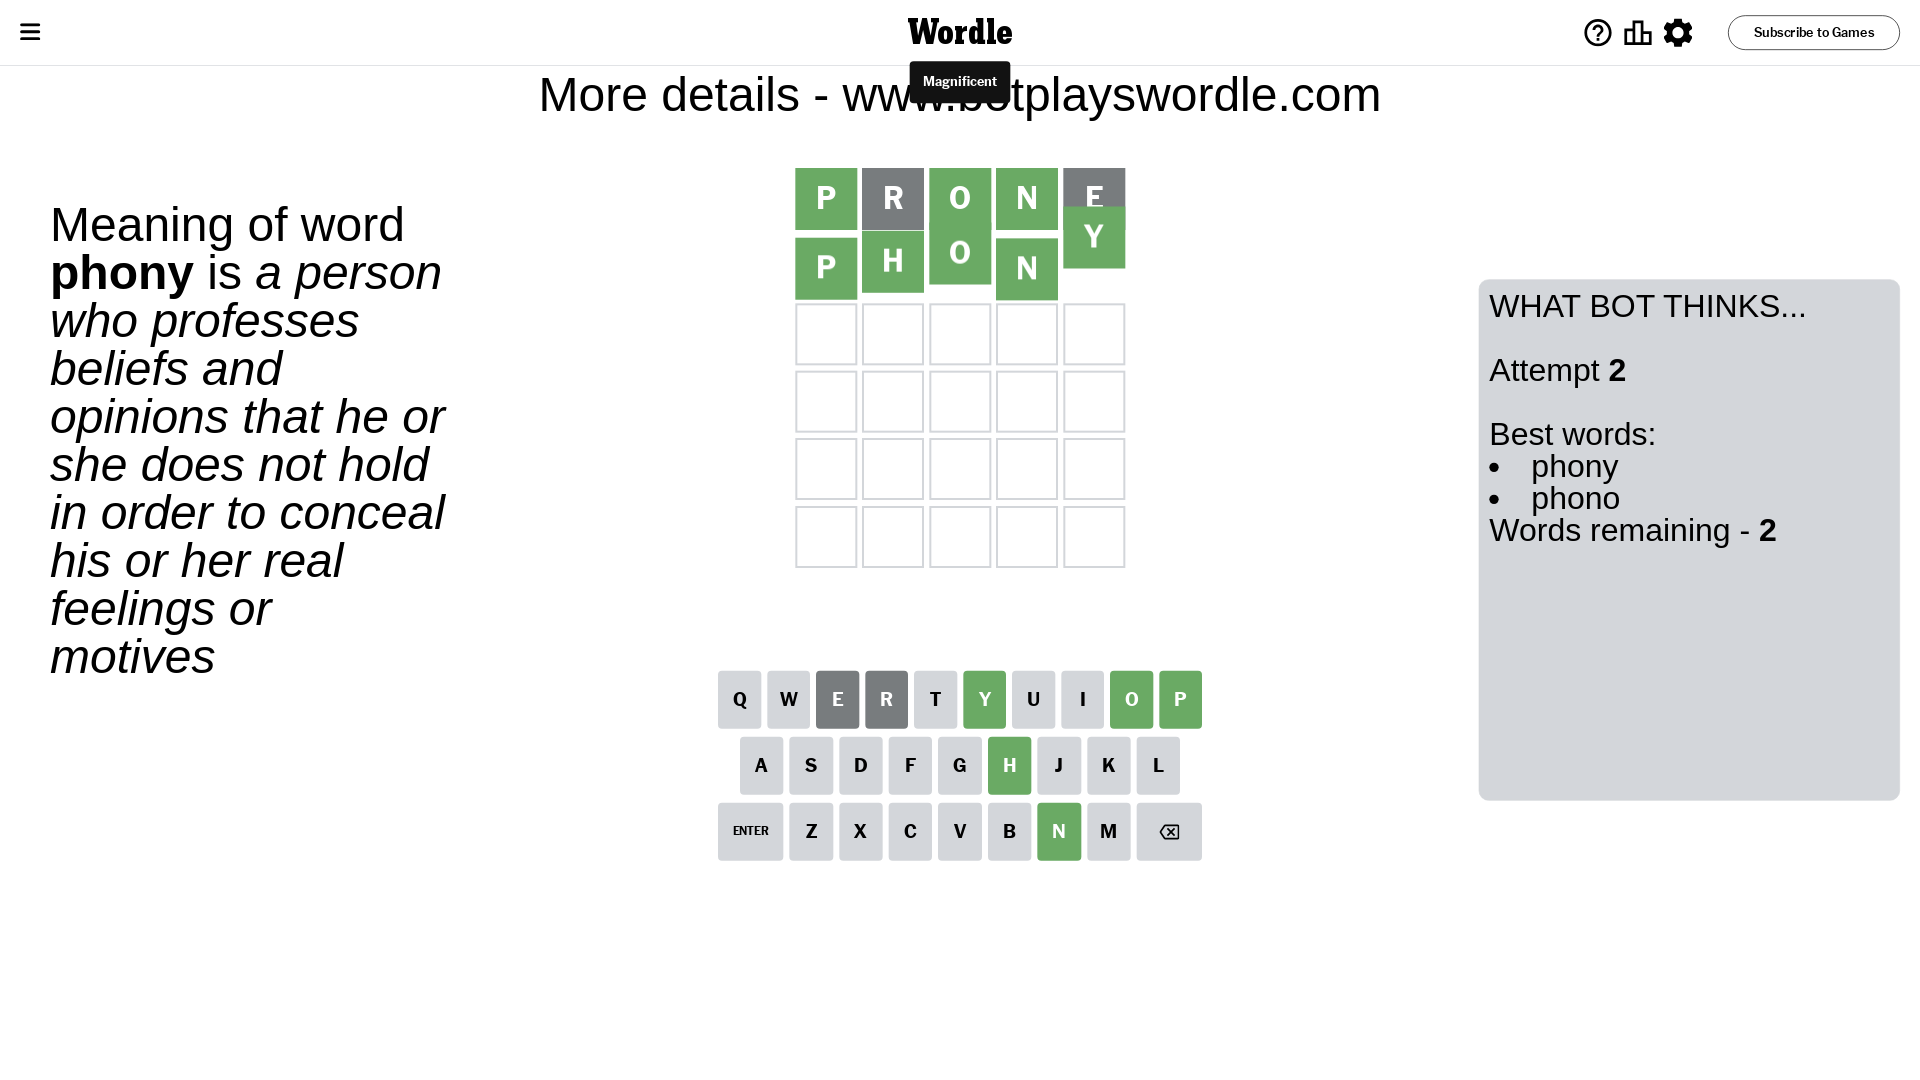 Wordle
Subscribe to Games
Magnificent
More details - www.botplayswordle.com
Meaning of word
phony is a person
who professes
beliefs and
opinions that he or
she does not hold
in order to conceal
his or her real
feelings or
motives
P R O N E
P H O N Y
WHAT BOT THINKS...
Attempt 2
Best words:
• phony
• phono
Words remaining - 2
Q W E R T Y U I O P
A S D F G H J K L
ENTER Z X C V B N M